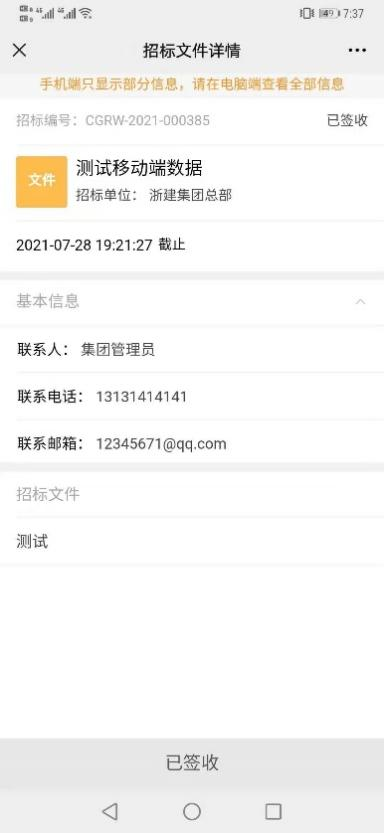 49 7:37
招标文件详情
手机端只显示部分信息，请在电脑端查看全部信息
招标编号：CGRW-2021-000385 已签收
文件
测试移动端数据
招标单位： 浙建集团总部
2021-07-28 19:21:27 截止
基本信息
联系人： 集团管理员
联系电话： 13131414141
联系邮箱： 12345671@qq.com
招标文件
测试
已签收